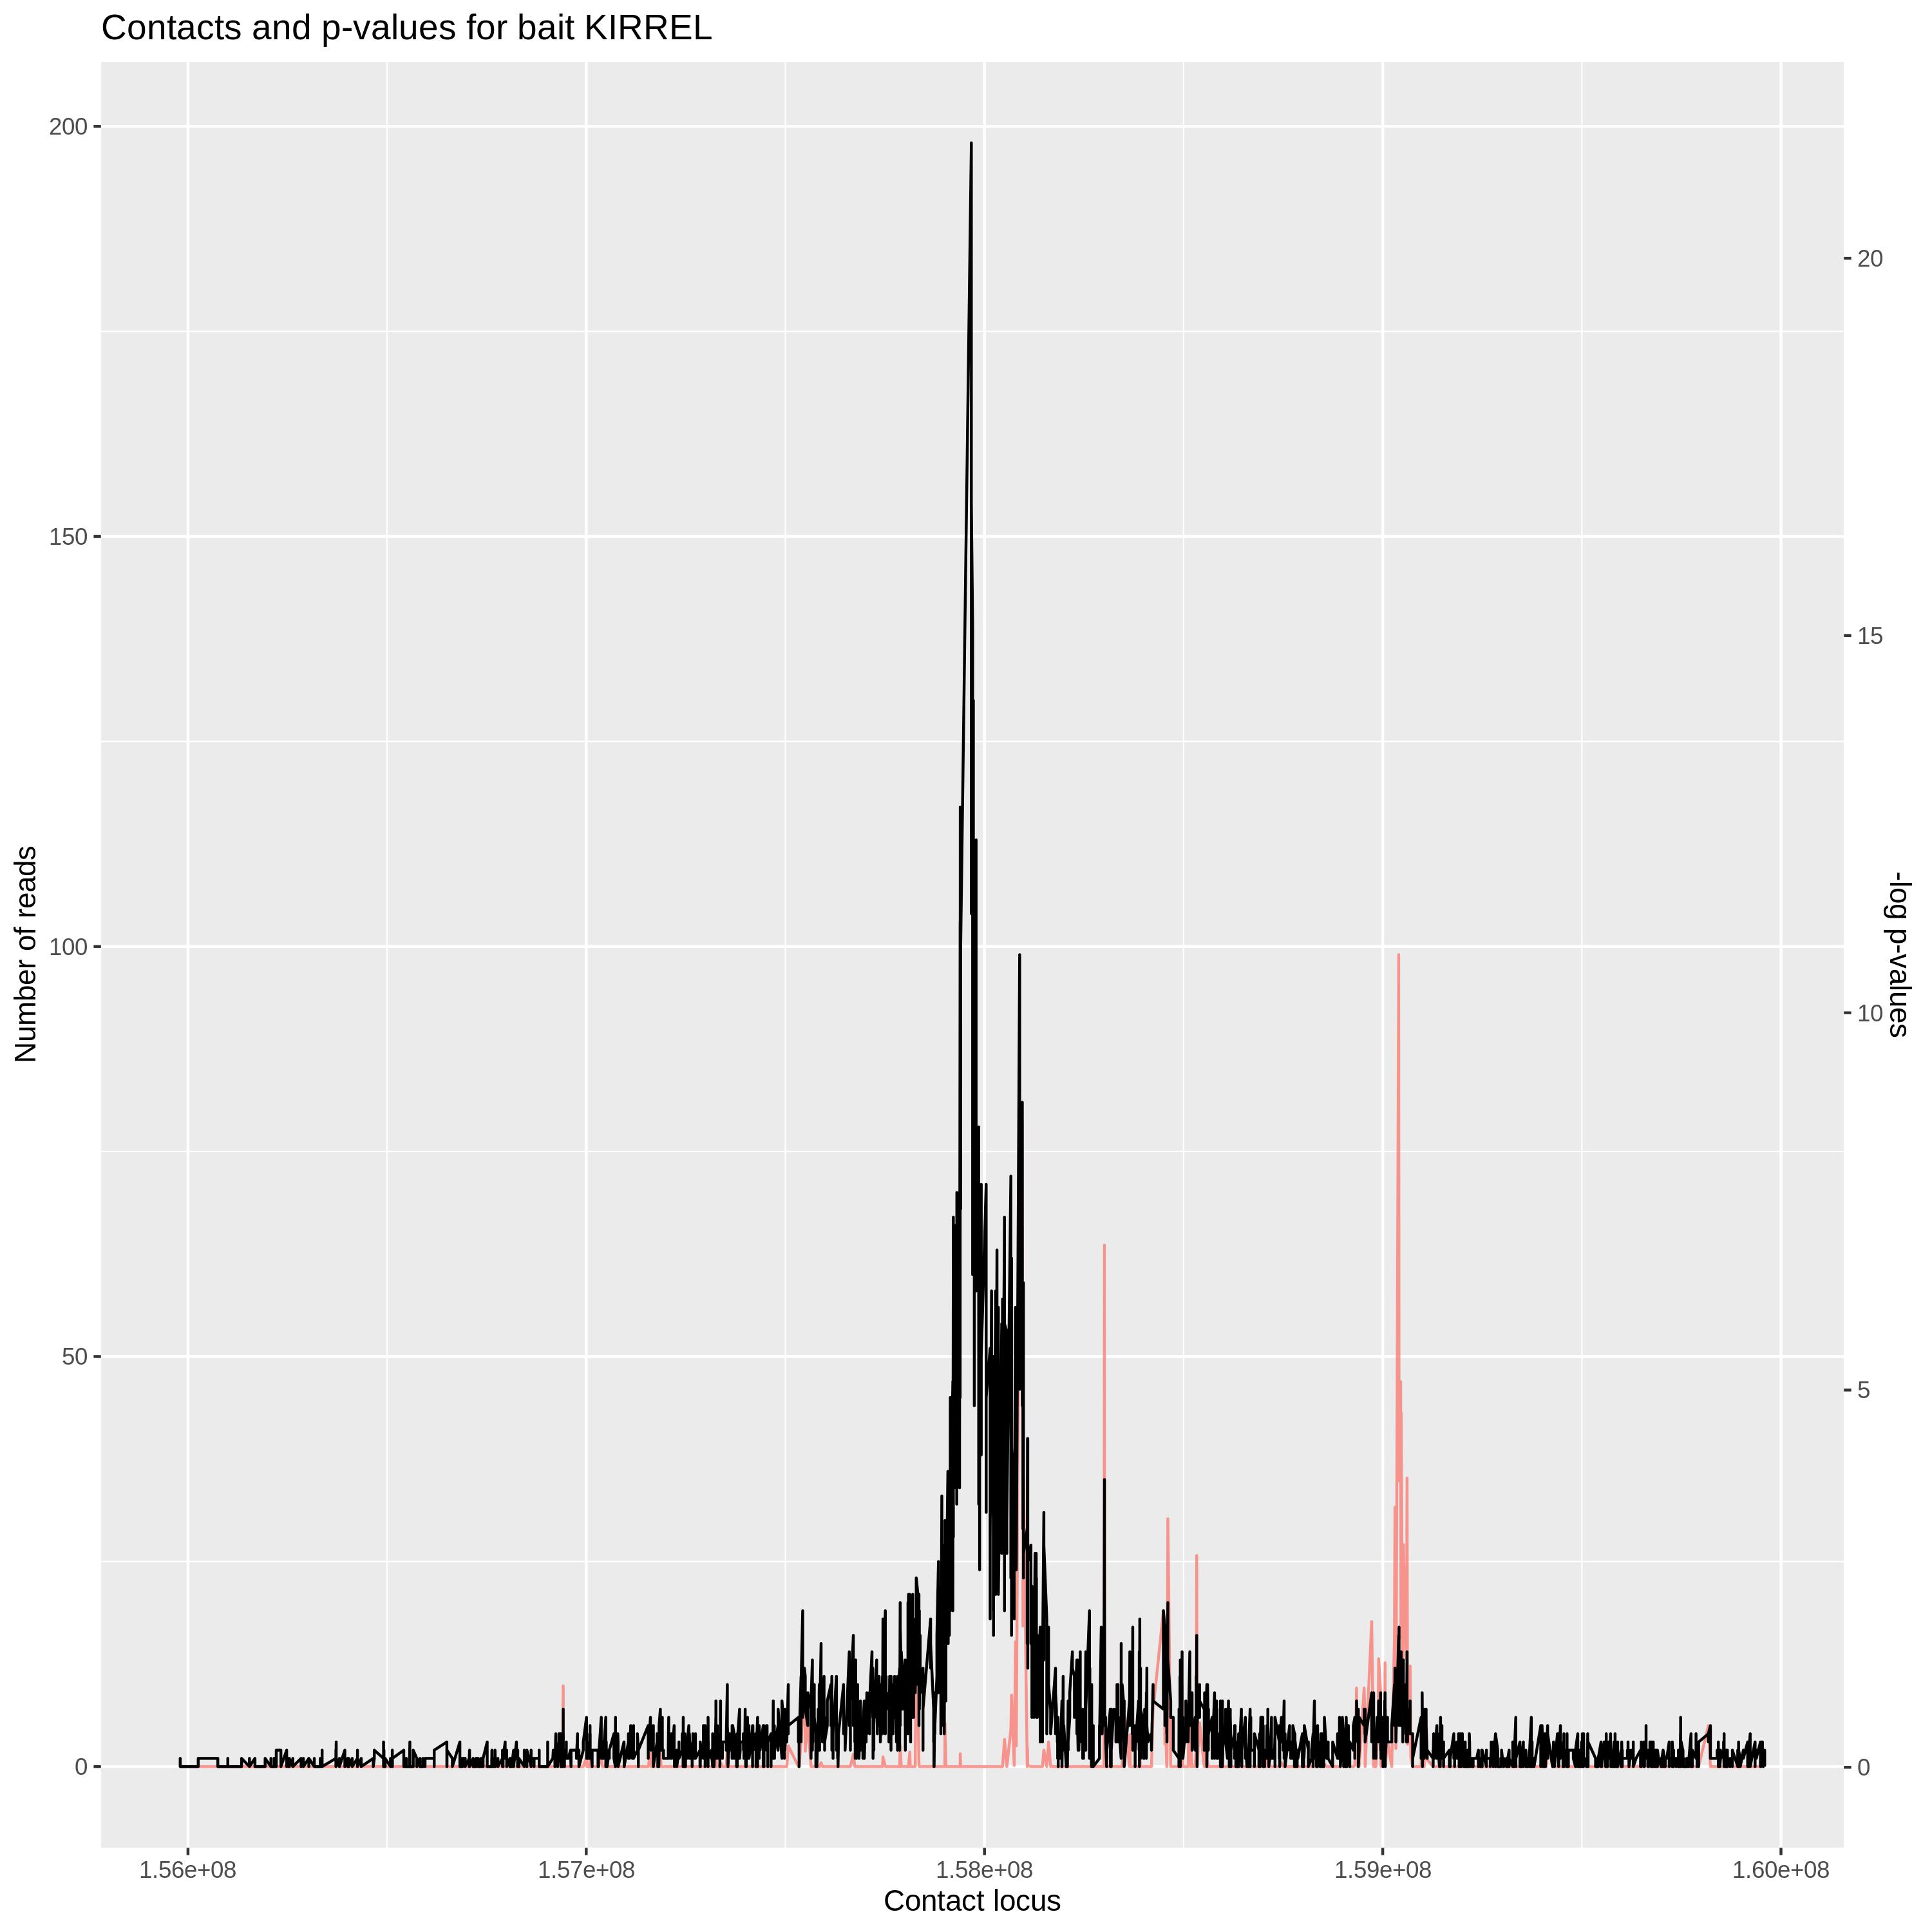 Contacts and p-values for bait KIRREL
200
150
100
50
0
Number of reads
20
15
10
5
0
-log p-values
1.56e+08 1.57e+08 1.58e+08 1.59e+08 1.60e+08
Contact locus